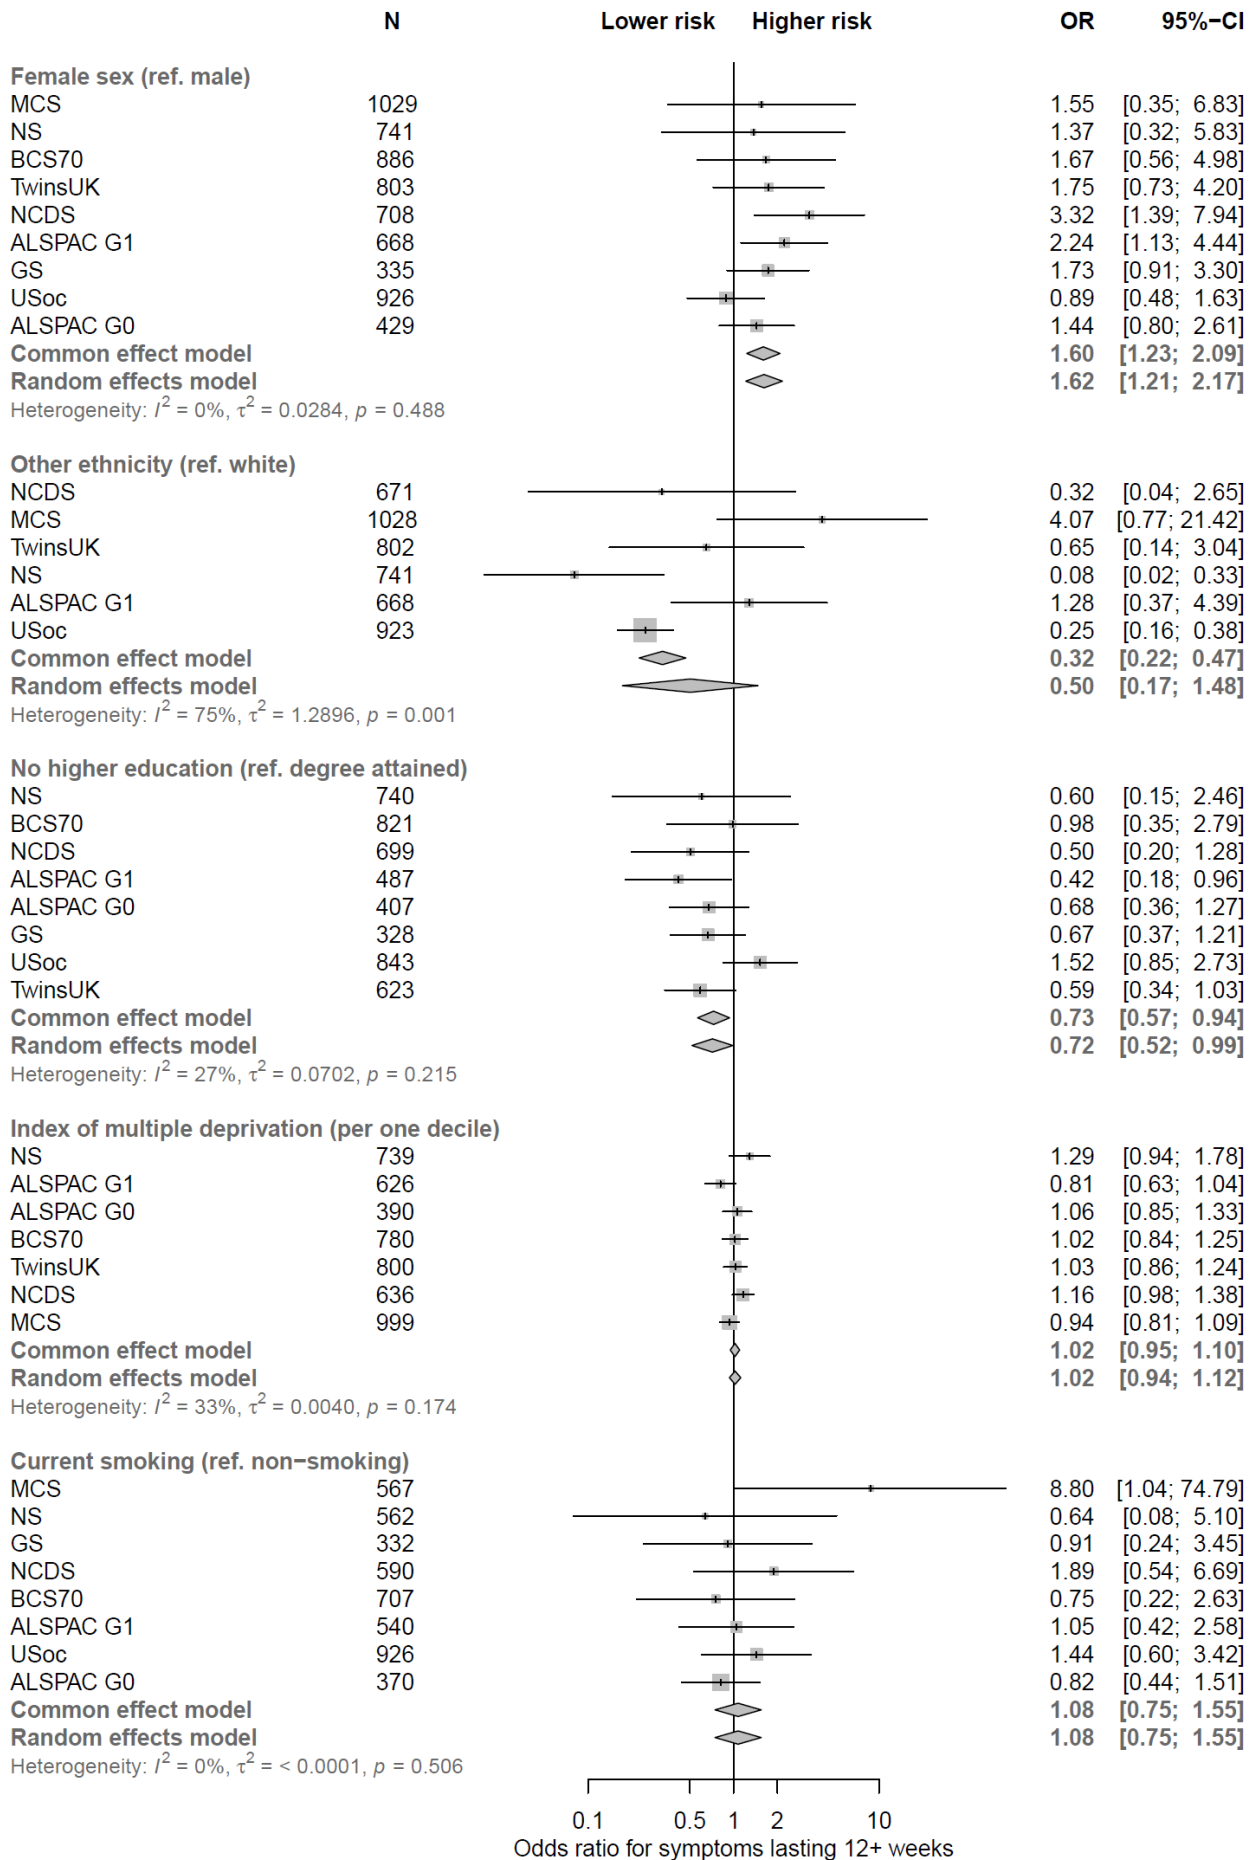 N Lower risk Higher risk OR 95%−CI
Female sex (ref. male)
MCS 1029 1.55 [0.35; 6.83]
NS 741 1.37 [0.32; 5.83]
BCS70 886 1.67 [0.56; 4.98]
TwinsUK 803 1.75 [0.73; 4.20]
NCDS 708 3.32 [1.39; 7.94]
ALSPAC G1 668 2.24 [1.13; 4.44]
GS 335 1.73 [0.91; 3.30]
USoc 926 0.89 [0.48; 1.63]
ALSPAC G0 429 1.44 [0.80; 2.61]
Common effect model 1.60 [1.23; 2.09]
Random effects model 1.62 [1.21; 2.17]
Heterogeneity: I² = 0%, τ² = 0.0284, p = 0.488
Other ethnicity (ref. white)
NCDS 671 0.32 [0.04; 2.65]
MCS 1028 4.07 [0.77; 21.42]
TwinsUK 802 0.65 [0.14; 3.04]
NS 741 0.08 [0.02; 0.33]
ALSPAC G1 668 1.28 [0.37; 4.39]
USoc 923 0.25 [0.16; 0.38]
Common effect model 0.32 [0.22; 0.47]
Random effects model 0.50 [0.17; 1.48]
Heterogeneity: I² = 75%, τ² = 1.2896, p = 0.001
No higher education (ref. degree attained)
NS 740 0.60 [0.15; 2.46]
BCS70 821 0.98 [0.35; 2.79]
NCDS 699 0.50 [0.20; 1.28]
ALSPAC G1 487 0.42 [0.18; 0.96]
ALSPAC G0 407 0.68 [0.36; 1.27]
GS 328 0.67 [0.37; 1.21]
USoc 843 1.52 [0.85; 2.73]
TwinsUK 623 0.59 [0.34; 1.03]
Common effect model 0.73 [0.57; 0.94]
Random effects model 0.72 [0.52; 0.99]
Heterogeneity: I² = 27%, τ² = 0.0702, p = 0.215
Index of multiple deprivation (per one decile)
NS 739 1.29 [0.94; 1.78]
ALSPAC G1 626 0.81 [0.63; 1.04]
ALSPAC G0 390 1.06 [0.85; 1.33]
BCS70 780 1.02 [0.84; 1.25]
TwinsUK 800 1.03 [0.86; 1.24]
NCDS 636 1.16 [0.98; 1.38]
MCS 999 0.94 [0.81; 1.09]
Common effect model 1.02 [0.95; 1.10]
Random effects model 1.02 [0.94; 1.12]
Heterogeneity: I² = 33%, τ² = 0.0040, p = 0.174
Current smoking (ref. non−smoking)
MCS 567 8.80 [1.04; 74.79]
NS 562 0.64 [0.08; 5.10]
GS 332 0.91 [0.24; 3.45]
NCDS 590 1.89 [0.54; 6.69]
BCS70 707 0.75 [0.22; 2.63]
ALSPAC G1 540 1.05 [0.42; 2.58]
USoc 926 1.44 [0.60; 3.42]
ALSPAC G0 370 0.82 [0.44; 1.51]
Common effect model 1.08 [0.75; 1.55]
Random effects model 1.08 [0.75; 1.55]
Heterogeneity: I² = 0%, τ² = < 0.0001, p = 0.506
0.1 0.5 1 2 10
Odds ratio for symptoms lasting 12+ weeks